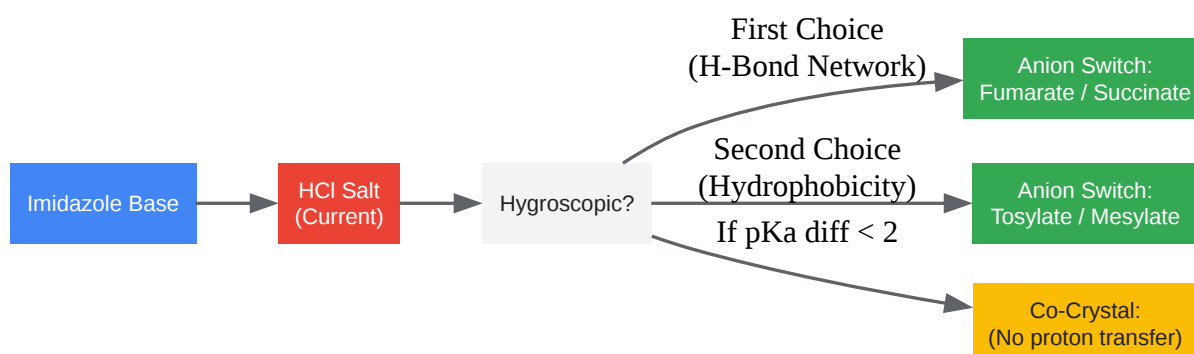 First Choice
(H-Bond Network)
Anion Switch:
Fumarate / Succinate
Imidazole Base
HCl Salt
(Current)
Hygroscopic?
Second Choice
(Hydrophobicity)
Anion Switch:
Tosylate / Mesylate
If pKa diff < 2
Co-Crystal:
(No proton transfer)